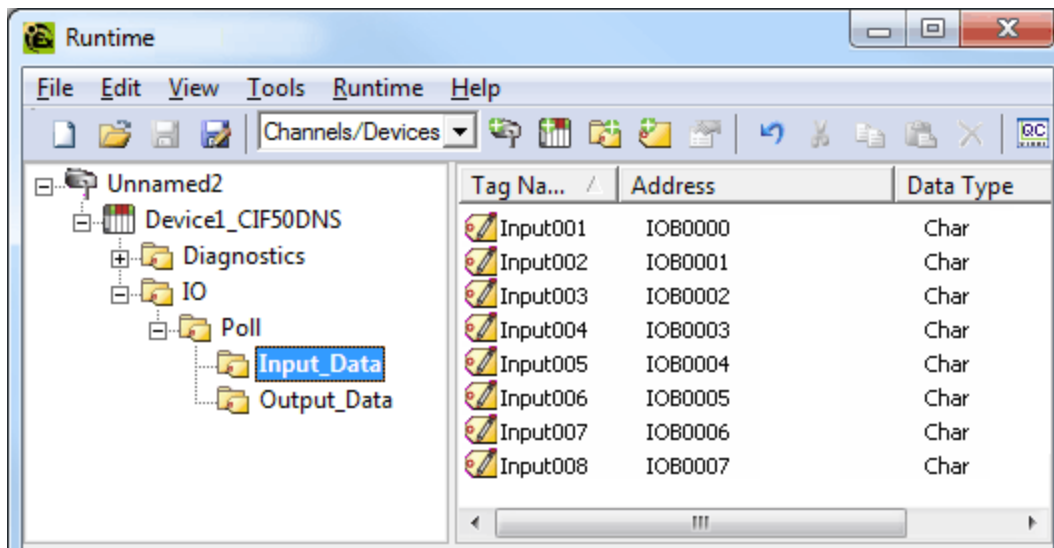 Runtime
File Edit View Tools Runtime Help
Channels/Devices QC
Unnamed2
Device1_CIF50DNS
Diagnostics
IO
Poll
Input_Data
Output_Data
Tag Na... Address Data Type
Input001 IOB0000 Char
Input002 IOB0001 Char
Input003 IOB0002 Char
Input004 IOB0003 Char
Input005 IOB0004 Char
Input006 IOB0005 Char
Input007 IOB0006 Char
Input008 IOB0007 Char